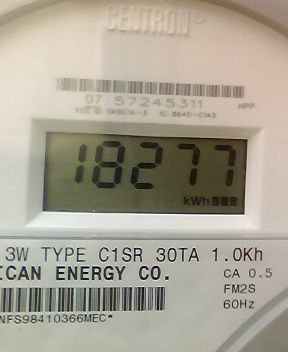 CENTRON
07 57245311 HPP
18277
kWh
3W TYPE C1SR 30TA 1.0Kh
ICAN ENERGY CO. CA 0.5
FM2S
60Hz
NFS98410366MEC*